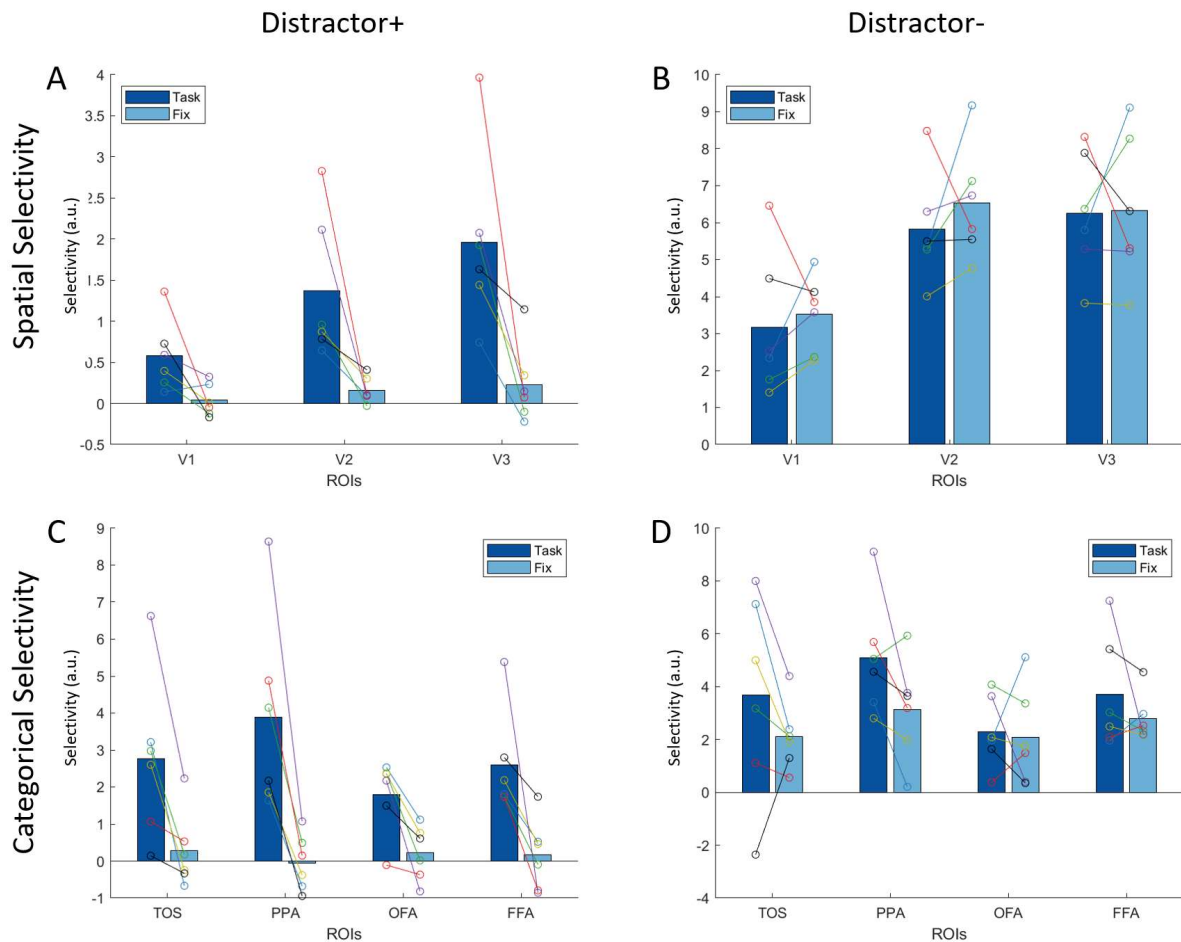 Distractor+
Distractor-
Spatial Selectivity
A
4
3.5
3
2.5
2
1.5
1
0.5
0
-0.5
Selectivity (a.u.)
Task
Fix
V1
V2
V3
ROIs
B
10
9
8
7
6
5
4
3
2
1
0
Selectivity (a.u.)
Task
Fix
V1
V2
V3
ROIs
Categorical Selectivity
C
9
8
7
6
5
4
3
2
1
0
-1
Selectivity (a.u.)
Task
Fix
TOS
PPA
OFA
FFA
ROIs
D
10
8
6
4
2
0
-2
-4
Selectivity (a.u.)
Task
Fix
TOS
PPA
OFA
FFA
ROIs